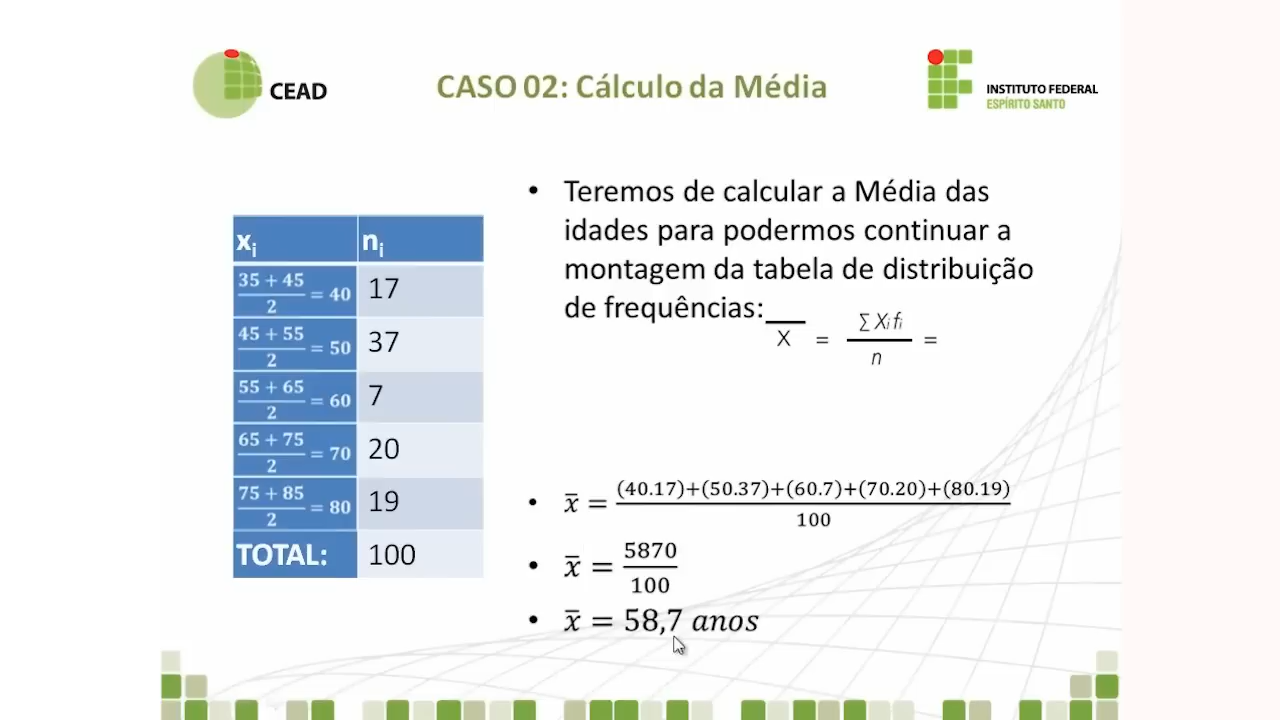 CEAD
CASO 02: Cálculo da Média
INSTITUTO FEDERAL
ESPÍRITO SANTO
xi ni
35 + 45 / 2 = 40 17
45 + 55 / 2 = 50 37
55 + 65 / 2 = 60 7
65 + 75 / 2 = 70 20
75 + 85 / 2 = 80 19
TOTAL: 100
• Teremos de calcular a Média das
idades para podermos continuar a
montagem da tabela de distribuição
de frequências:
X̅ = ∑ Xi fi / n =
• x̅ = (40.17)+(50.37)+(60.7)+(70.20)+(80.19) / 100
• x̅ = 5870 / 100
• x̅ = 58,7 anos